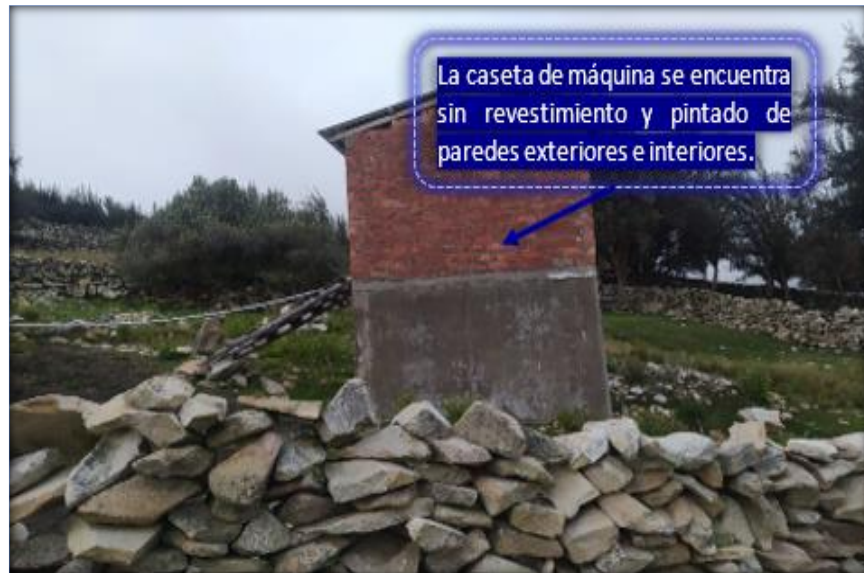 La caseta de máquina se encuentra
sin revestimiento y pintado de
paredes exteriores e interiores.